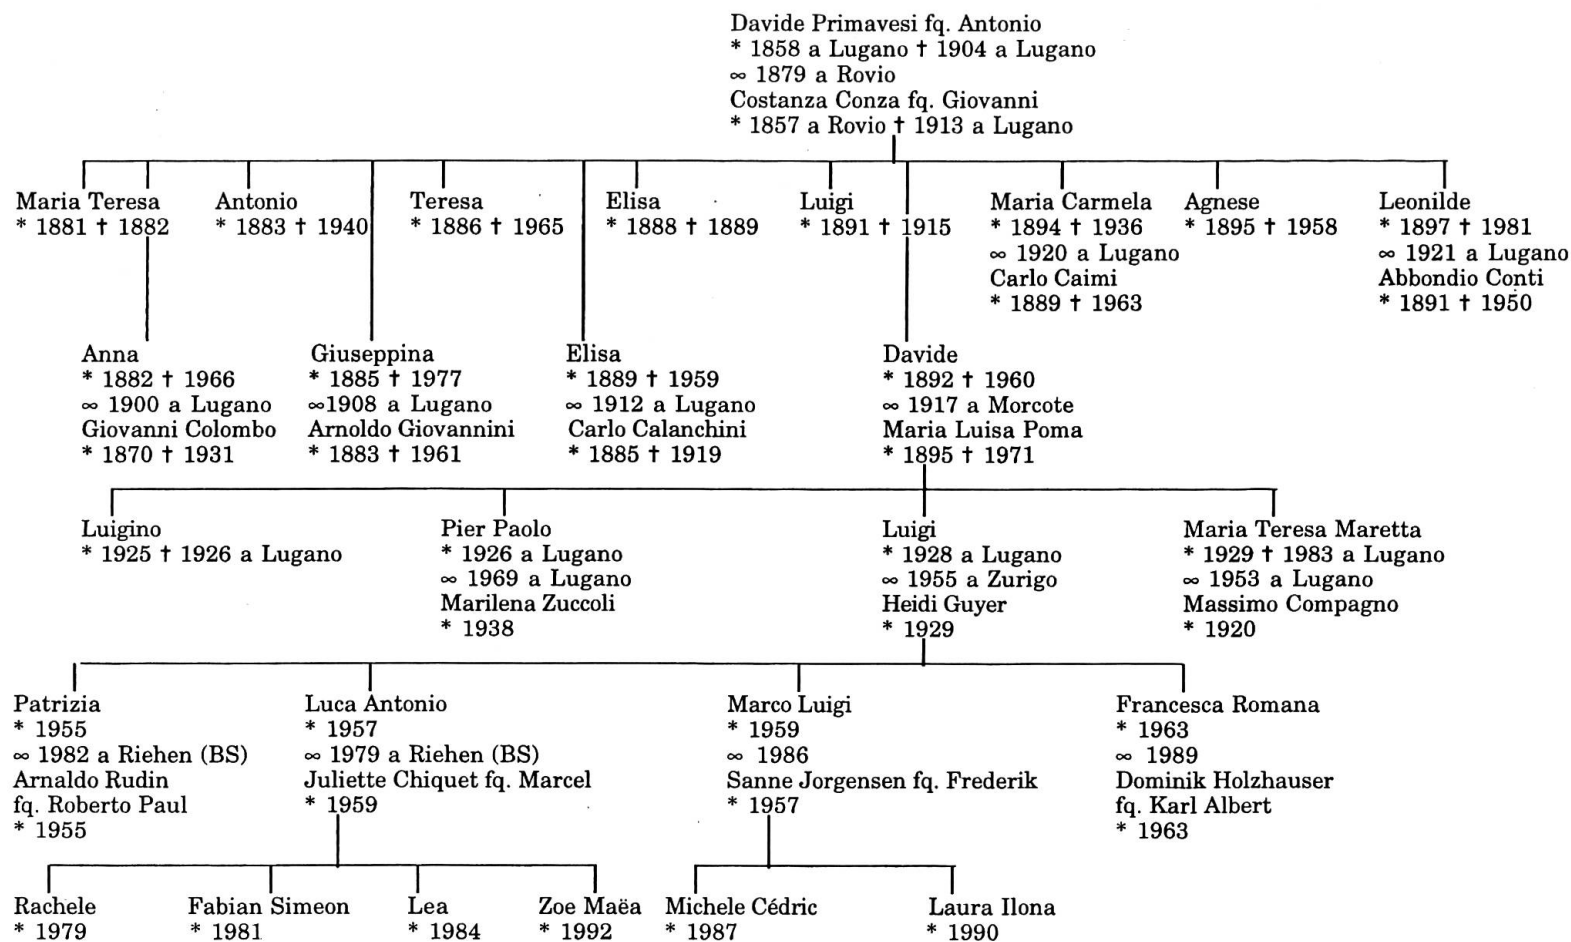 Davide Primavesi fq. Antonio
* 1858 a Lugano † 1904 a Lugano
∞ 1879 a Rovio
Costanza Conza fq. Giovanni
* 1857 a Rovio † 1913 a Lugano
Maria Teresa
* 1881 † 1882
Antonio
* 1883 † 1940
Teresa
* 1886 † 1965
Elisa
* 1888 † 1889
Luigi
* 1891 † 1915
Maria Carmela
* 1894 † 1936
∞ 1920 a Lugano
Carlo Caimi
* 1889 † 1963
Agnese
* 1895 † 1958
Leonilde
* 1897 † 1981
∞ 1921 a Lugano
Abbondio Conti
* 1891 † 1950
Anna
* 1882 † 1966
∞ 1900 a Lugano
Giovanni Colombo
* 1870 † 1931
Giuseppina
* 1885 † 1977
∞1908 a Lugano
Arnoldo Giovannini
* 1883 † 1961
Elisa
* 1889 † 1959
∞ 1912 a Lugano
Carlo Calanchini
* 1885 † 1919
Davide
* 1892 † 1960
∞ 1917 a Morcote
Maria Luisa Poma
* 1895 † 1971
Luigino
* 1925 † 1926 a Lugano
Pier Paolo
* 1926 a Lugano
∞ 1969 a Lugano
Marilena Zuccoli
* 1938
Luigi
* 1928 a Lugano
∞ 1955 a Zurigo
Heidi Guyer
* 1929
Maria Teresa Maretta
* 1929 † 1983 a Lugano
∞ 1953 a Lugano
Massimo Compagno
* 1920
Patrizia
* 1955
∞ 1982 a Riehen (BS)
Arnaldo Rudin
fq. Roberto Paul
* 1955
Luca Antonio
* 1957
∞ 1979 a Riehen (BS)
Juliette Chiquet fq. Marcel
* 1959
Marco Luigi
* 1959
∞ 1986
Sanne Jorgensen fq. Frederik
* 1957
Francesca Romana
* 1963
∞ 1989
Dominik Holzhauser
fq. Karl Albert
* 1963
Rachele
* 1979
Fabian Simeon
* 1981
Lea
* 1984
Zoe Maëa
* 1992
Michele Cédric
* 1987
Laura Ilona
* 1990